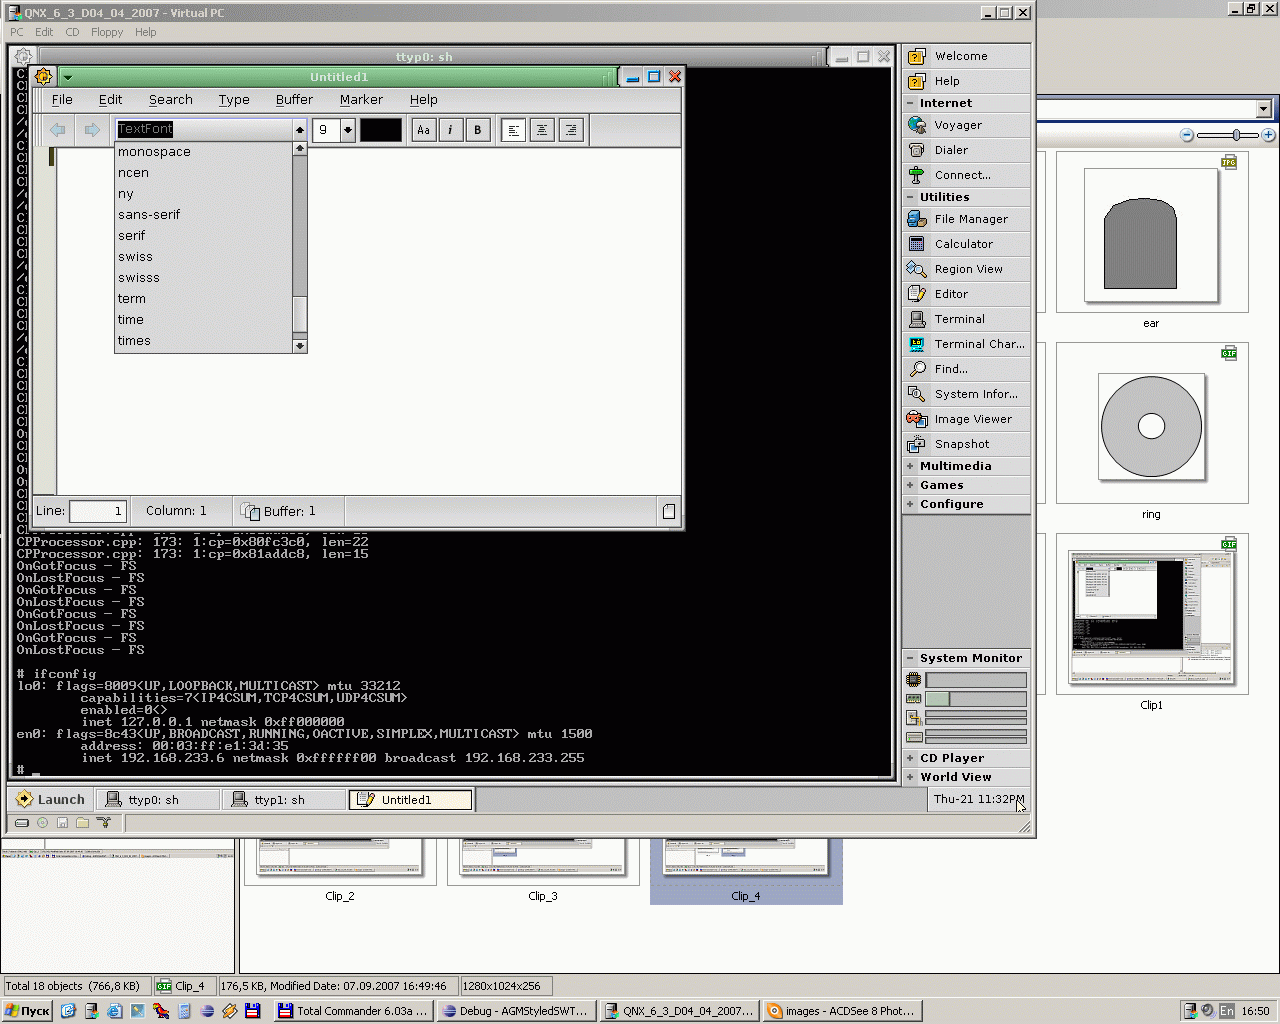 QNX_6_3_D04_04_2007 - Virtual PC
PC Edit CD Floppy Help
ttyp0: sh
Untitled1
File Edit Search Type Buffer Marker Help
TextFont
9
Aa i B
monospace
ncen
ny
sans-serif
serif
swiss
swisss
term
time
times
Line: 1 Column: 1 Buffer: 1
CPProcessor.cpp: 173: 1:cp=0x80fc3c0, len=22
CPProcessor.cpp: 173: 1:cp=0x81addc8, len=15
OnGotFocus - FS
OnLostFocus - FS
OnGotFocus - FS
OnLostFocus - FS
OnGotFocus - FS
OnLostFocus - FS
OnGotFocus - FS
OnLostFocus - FS
# ifconfig
lo0: flags=8009<UP,LOOPBACK,MULTICAST> mtu 33212
capabilities=7<IP4CSUM,TCP4CSUM,UDP4CSUM>
enabled=0<>
inet 127.0.0.1 netmask 0xff000000
en0: flags=8c43<UP,BROADCAST,RUNNING,OACTIVE,SIMPLEX,MULTICAST> mtu 1500
address: 00:03:ff:e1:3d:35
inet 192.168.233.6 netmask 0xffffff00 broadcast 192.168.233.255
# _
Welcome
Help
Internet
Voyager
Dialer
Connect...
Utilities
File Manager
Calculator
Region View
Editor
Terminal
Terminal Char...
Find...
System Infor...
Image Viewer
Snapshot
Multimedia
Games
Configure
System Monitor
CD Player
World View
Launch
ttyp0: sh
ttyp1: sh
Untitled1
Thu-21 11:32PM
JPG
ear
GIF
ring
GIF
Clip1
Clip_2
Clip_3
Clip_4
Total 18 objects (766,8 KB)
GIF Clip_4
176,5 KB, Modified Date: 07.09.2007 16:49:46
1280x1024x256
Пуск
Total Commander 6.03a ...
Debug - AGMStyledSWT...
QNX_6_3_D04_04_2007...
images - ACDSee 8 Phot...
En
16:50